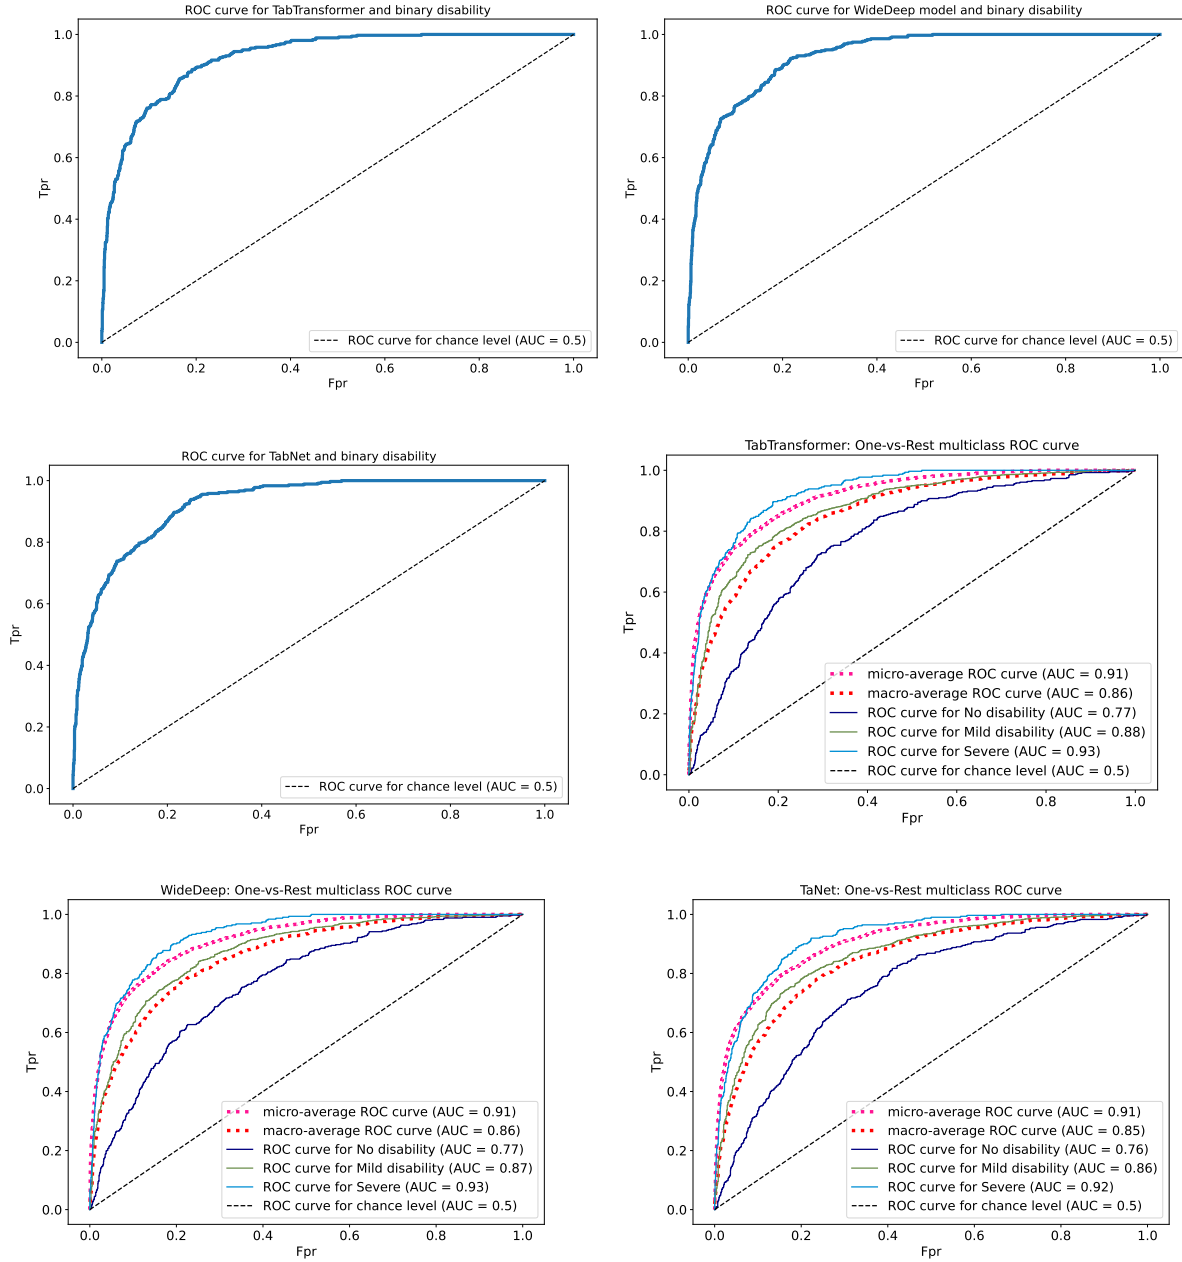 ROC curve for TabTransformer and binary disability
1.0
0.8
0.6
0.4
0.2
0.0
Tpr
ROC curve for chance level (AUC = 0.5)
0.0 0.2 0.4 0.6 0.8 1.0
Fpr
ROC curve for WideDeep model and binary disability
1.0
0.8
0.6
0.4
0.2
0.0
Tpr
ROC curve for chance level (AUC = 0.5)
0.0 0.2 0.4 0.6 0.8 1.0
Fpr
ROC curve for TabNet and binary disability
1.0
0.8
0.6
0.4
0.2
0.0
Tpr
ROC curve for chance level (AUC = 0.5)
0.0 0.2 0.4 0.6 0.8 1.0
Fpr
TabTransformer: One-vs-Rest multiclass ROC curve
1.0
0.8
0.6
0.4
0.2
0.0
Tpr
micro-average ROC curve (AUC = 0.91)
macro-average ROC curve (AUC = 0.86)
ROC curve for No disability (AUC = 0.77)
ROC curve for Mild disability (AUC = 0.88)
ROC curve for Severe (AUC = 0.93)
ROC curve for chance level (AUC = 0.5)
0.0 0.2 0.4 0.6 0.8 1.0
Fpr
WideDeep: One-vs-Rest multiclass ROC curve
1.0
0.8
0.6
0.4
0.2
0.0
Tpr
micro-average ROC curve (AUC = 0.91)
macro-average ROC curve (AUC = 0.86)
ROC curve for No disability (AUC = 0.77)
ROC curve for Mild disability (AUC = 0.87)
ROC curve for Severe (AUC = 0.93)
ROC curve for chance level (AUC = 0.5)
0.0 0.2 0.4 0.6 0.8 1.0
Fpr
TaNet: One-vs-Rest multiclass ROC curve
1.0
0.8
0.6
0.4
0.2
0.0
Tpr
micro-average ROC curve (AUC = 0.91)
macro-average ROC curve (AUC = 0.85)
ROC curve for No disability (AUC = 0.76)
ROC curve for Mild disability (AUC = 0.86)
ROC curve for Severe (AUC = 0.92)
ROC curve for chance level (AUC = 0.5)
0.0 0.2 0.4 0.6 0.8 1.0
Fpr